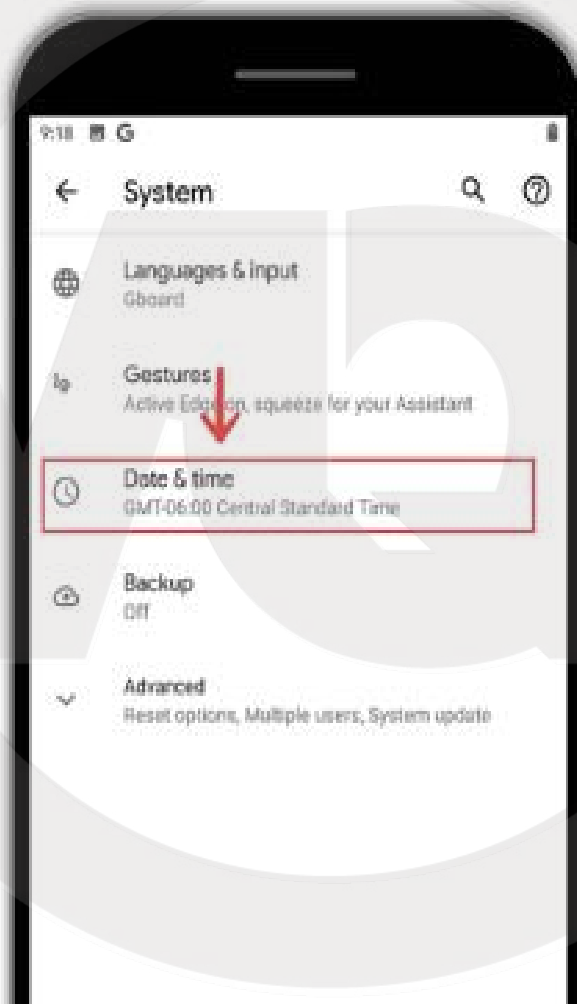 9:18 G
System
Languages & input
Gboard
Gestures
Active Edge on, squeeze for your Assistant
Date & time
GMT-06:00 Central Standard Time
Backup
Off
Advanced
Reset options, Multiple users, System update